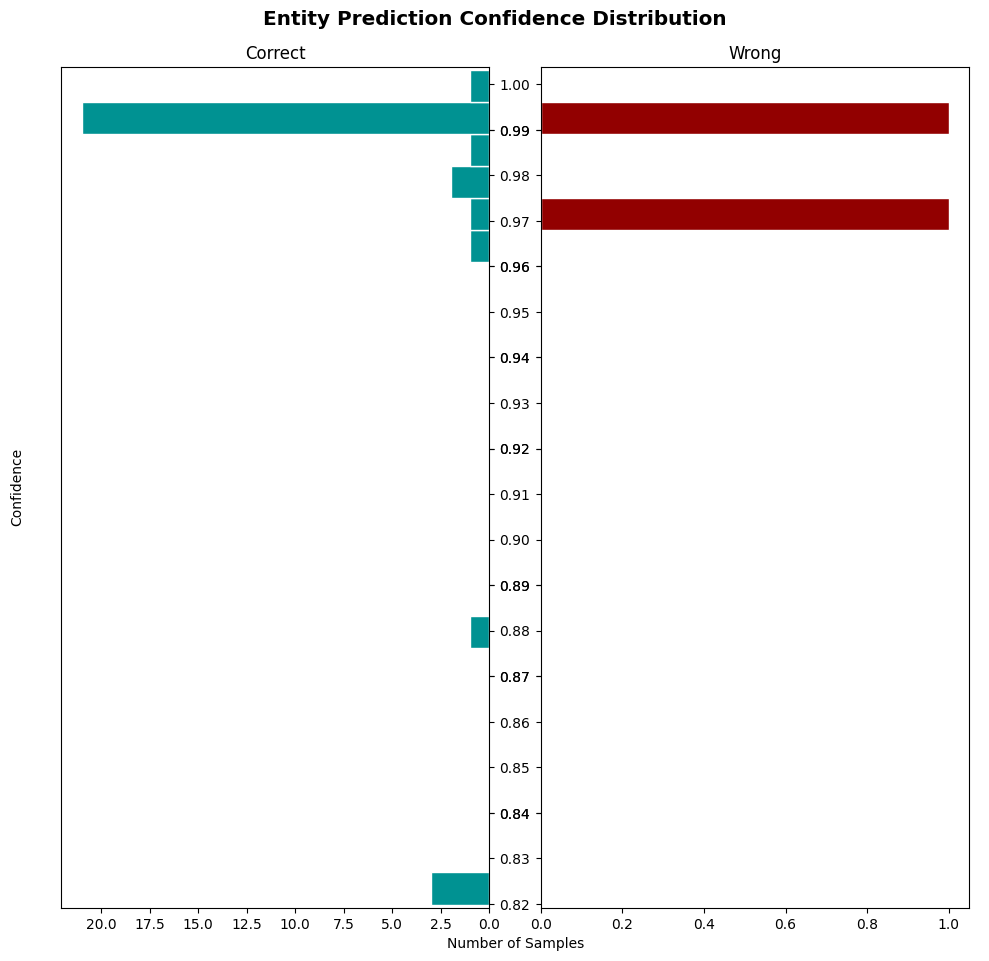 Entity Prediction Confidence Distribution
Correct
Wrong
1.00
0.99
0.98
0.97
0.96
0.95
0.94
0.93
0.92
0.91
0.90
0.89
0.88
0.87
0.86
0.85
0.84
0.83
0.82
Confidence
20.0 17.5 15.0 12.5 10.0 7.5 5.0 2.5 0.0
0.0 0.2 0.4 0.6 0.8 1.0
Number of Samples